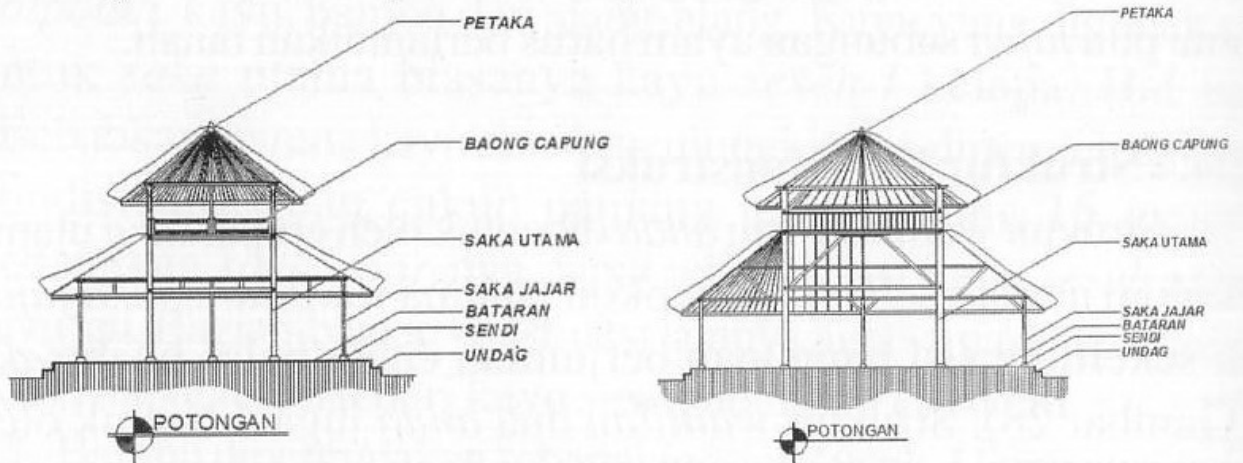 PETAKA
BAONG CAPUNG
SAKA UTAMA
SAKA JAJAR
BATARAN
SENDI
UNDAG
POTONGAN
PETAKA
BAONG CAPUNG
SAKA UTAMA
SAKA JAJAR
BATARAN
SENDI
UNDAG
POTONGAN